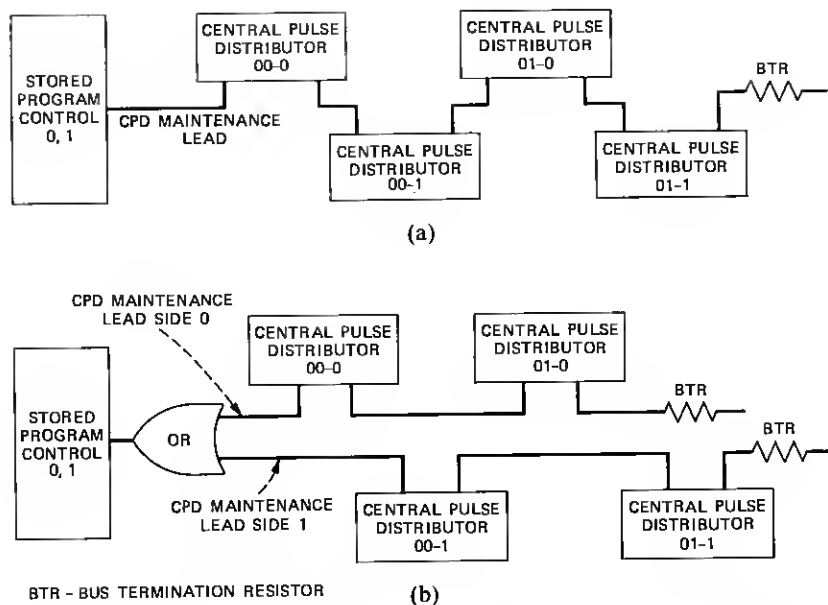 STORED
PROGRAM
CONTROL
0, 1
CPD MAINTENANCE
LEAD
CENTRAL PULSE
DISTRIBUTOR
00-0
CENTRAL PULSE
DISTRIBUTOR
00-1
CENTRAL PULSE
DISTRIBUTOR
01-0
CENTRAL PULSE
DISTRIBUTOR
01-1
BTR
(a)
CPD MAINTENANCE
LEAD SIDE 0
STORED
PROGRAM
CONTROL
0, 1
OR
CENTRAL PULSE
DISTRIBUTOR
00-0
CENTRAL PULSE
DISTRIBUTOR
01-0
BTR
BTR
CPD MAINTENANCE
LEAD SIDE 1
CENTRAL PULSE
DISTRIBUTOR
00-1
CENTRAL PULSE
DISTRIBUTOR
01-1
BTR - BUS TERMINATION RESISTOR
(b)